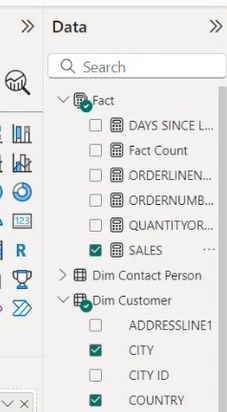 Data
Search
Fact
DAYS SINCE L...
Fact Count
ORDERLINEN...
ORDERNUMB...
QUANTITYOR...
SALES
Dim Contact Person
Dim Customer
ADDRESSLINE1
CITY
CITY ID
COUNTRY
123
R